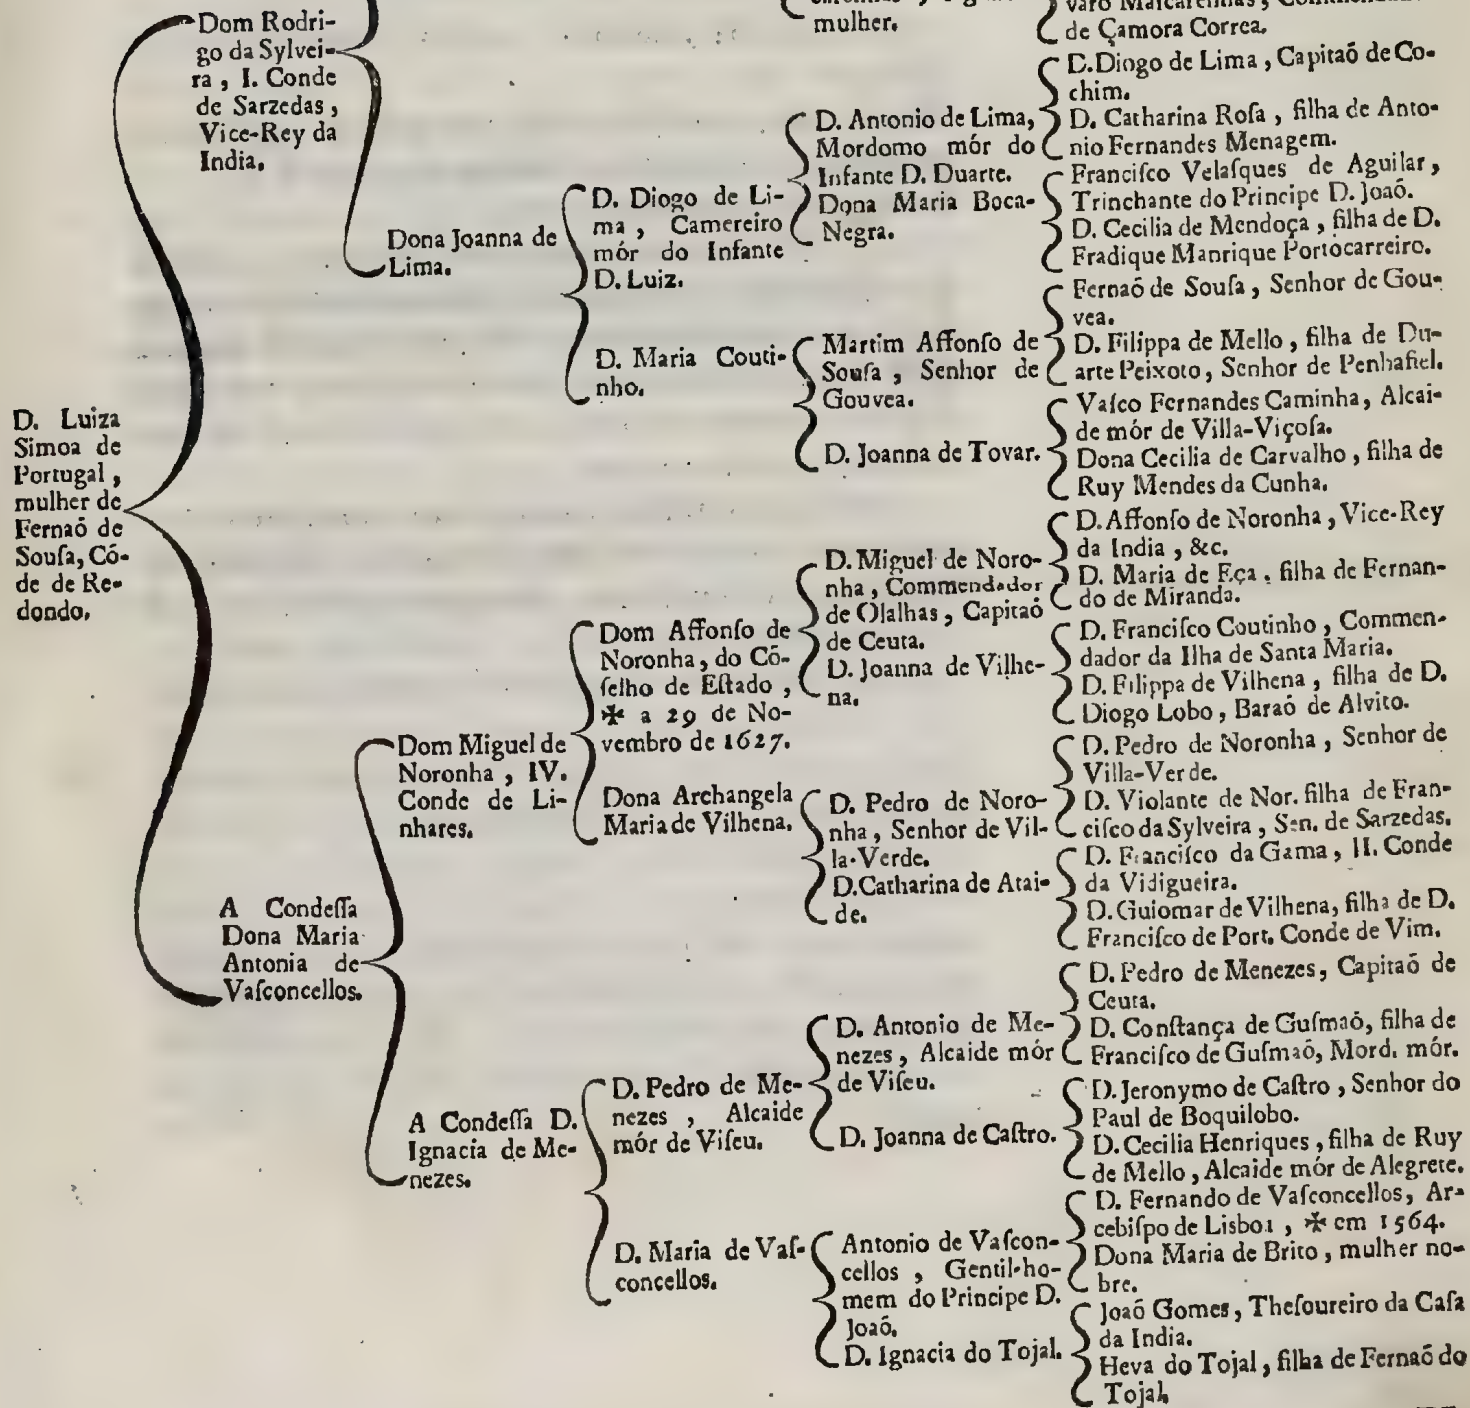 mulher.
de Çamora Correa.
Dom Rodri-
go da Sylvei-
ra , I. Conde
de Sarzedas ,
Vice-Rey da
India.
Dona Joanna de
Lima.
D. Diogo de Li-
ma , Camereiro
mór do Infante
D. Luiz.
D. Antonio de Lima,
Mordomo mór do
Infante D. Duarte.
Dona Maria Boca-
Negra.
D.Diogo de Lima , Capitaõ de Co-
chim.
D. Catharina Roſa , filha de Anto-
nio Fernandes Menagem.
Franciſco Velaſques de Aguilar,
Trinchante do Principe D. Joaõ.
D. Cecilia de Mendoça , filha de D.
Fradique Manrique Portocarreiro.
D. Maria Couti-
nho.
Martim Affonſo de
Souſa , Senhor de
Gouvea.
D. Joanna de Tovar.
Fernaõ de Souſa , Senhor de Gou-
vea.
D. Filippa de Mello , filha de Du-
arte Peixoto, Senhor de Penhafiel.
Vaſco Fernandes Caminha, Alcai-
de mór de Villa-Viçoſa.
Dona Cecilia de Carvalho , filha de
Ruy Mendes da Cunha.
D. Luiza
Simoa de
Portugal ,
mulher de
Fernaõ de
Souſa, Cõ-
de de Re-
dondo.
A Condeſſa
Dona Maria
Antonia de
Vaſconcellos.
Dom Miguel de
Noronha , IV.
Conde de Li-
nhares.
Dom Affonſo de
Noronha, do Cõ-
ſelho de Eſtado ,
✠ a 29 de No-
vembro de 1627.
Dona Archangela
Maria de Vilhena.
D. Miguel de Noro-
nha , Commendador
de Olalhas , Capitaõ
de Ceuta.
D. Joanna de Vilhe-
na.
D. Affonſo de Noronha , Vice-Rey
da India , &c.
D. Maria de Eça , filha de Fernan-
do de Miranda.
D. Franciſco Coutinho , Commen-
dador da Ilha de Santa Maria.
D. Filippa de Vilhena , filha de D.
Diogo Lobo , Baraõ de Alvito.
D. Pedro de Noro-
nha , Senhor de Vil-
la-Verde.
D.Catharina de Atai-
de.
D. Pedro de Noronha , Senhor de
Villa-Verde.
D. Violante de Nor. filha de Fran-
ciſco da Sylveira , Sen. de Sarzedas.
D. Franciſco da Gama , II. Conde
da Vidigueira.
D. Guiomar de Vilhena, filha de D.
Franciſco de Port. Conde de Vim.
A Condeſſa D.
Ignacia de Me-
nezes.
D. Pedro de Me-
nezes , Alcaide
mór de Viſeu.
D. Maria de Vaſ-
concellos.
D. Antonio de Me-
nezes , Alcaide mór
de Viſeu.
D. Joanna de Caſtro.
D. Pedro de Menezes, Capitaõ de
Ceuta.
D. Conſtança de Guſmaõ, filha de
Franciſco de Guſmaõ, Mord. mór.
D. Jeronymo de Caſtro , Senhor do
Paul de Boquilobo.
D. Cecilia Henriques , filha de Ruy
de Mello , Alcaide mór de Alegrete.
Antonio de Vaſcon-
cellos , Gentil-ho-
mem do Principe D.
Joaõ.
D. Ignacia do Tojal.
D. Fernando de Vaſconcellos, Ar-
cebiſpo de Lisboa , ✠ em 1564.
Dona Maria de Brito , mulher no-
bre.
Joaõ Gomes , Theſoureiro da Caſa
da India.
Heva do Tojal , filha de Fernaõ do
Tojal.